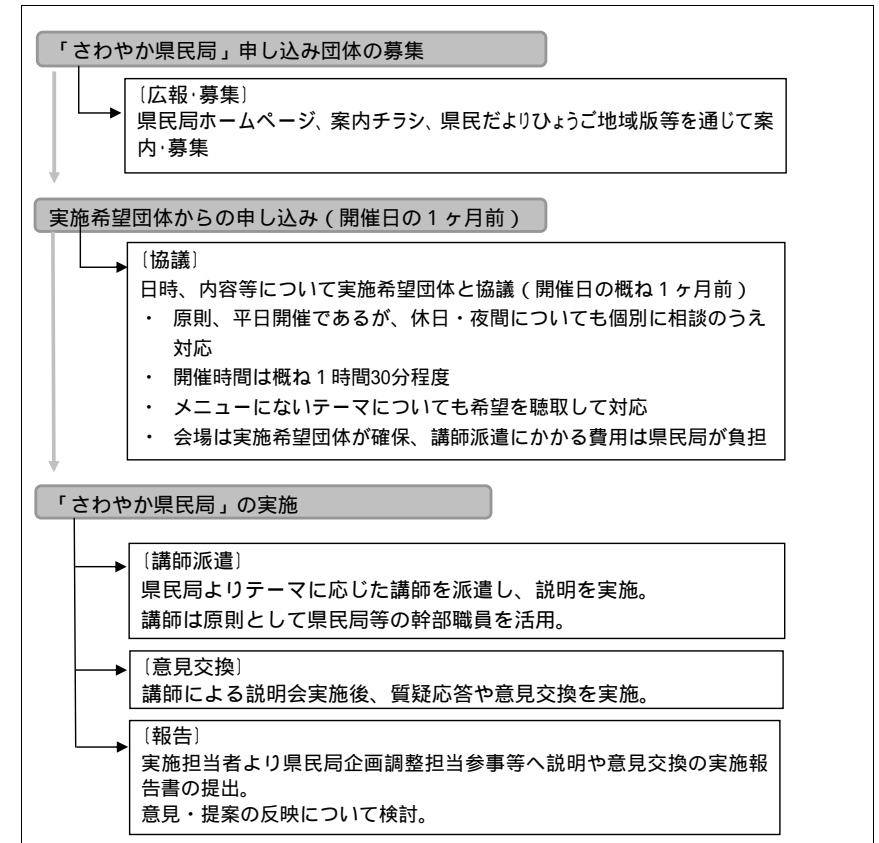 「さわやか県民局」申し込み団体の募集
〔広報･募集〕
県民局ホームページ、案内チラシ、県民だよりひょうご地域版等を通じて案
内･募集
実施希望団体からの申し込み（開催日の１ヶ月前）
〔協議〕
日時、内容等について実施希望団体と協議（開催日の概ね１ヶ月前）
・ 原則、平日開催であるが、休日・夜間についても個別に相談のうえ
対応
・ 開催時間は概ね１時間30分程度
・ メニューにないテーマについても希望を聴取して対応
・ 会場は実施希望団体が確保、講師派遣にかかる費用は県民局が負担
「さわやか県民局」の実施
〔講師派遣〕
県民局よりテーマに応じた講師を派遣し、説明を実施。
講師は原則として県民局等の幹部職員を活用。
〔意見交換〕
講師による説明会実施後、質疑応答や意見交換を実施。
〔報告〕
実施担当者より県民局企画調整担当参事等へ説明や意見交換の実施報
告書の提出。
意見・提案の反映について検討。